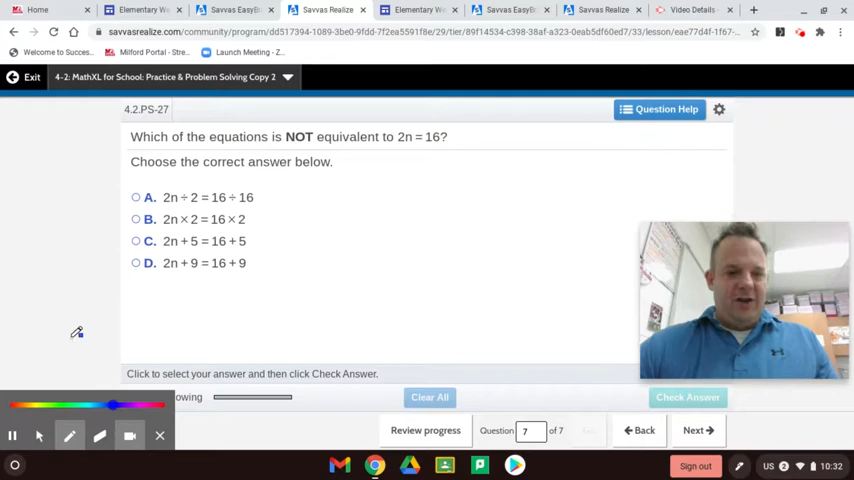 Home
Elementary We
Savvas EasyBri
Savvas Realize
Elementary We
Savvas EasyBri
Savvas Realize
Video Details -
savvasrealize.com/community/program/dd517394-1089-3be0-9fdd-7f2ea5591f8e/29/tier/89f14534-c398-38af-a323-0eab5df60ed7/33/lesson/eae77d4f-1f67-...
Welcome to Succes...
Milford Portal - Stre...
Launch Meeting - Z...
Exit
4-2: MathXL for School: Practice & Problem Solving Copy 2
4.2.PS-27
Question Help
Which of the equations is NOT equivalent to 2n = 16?
Choose the correct answer below.
A. 2n ÷ 2 = 16 ÷ 16
B. 2n × 2 = 16 × 2
C. 2n + 5 = 16 + 5
D. 2n + 9 = 16 + 9
Click to select your answer and then click Check Answer.
owing
Clear All
Check Answer
Review progress
Question 7 of 7
Go
Back
Next
Sign out
US 2
10:32